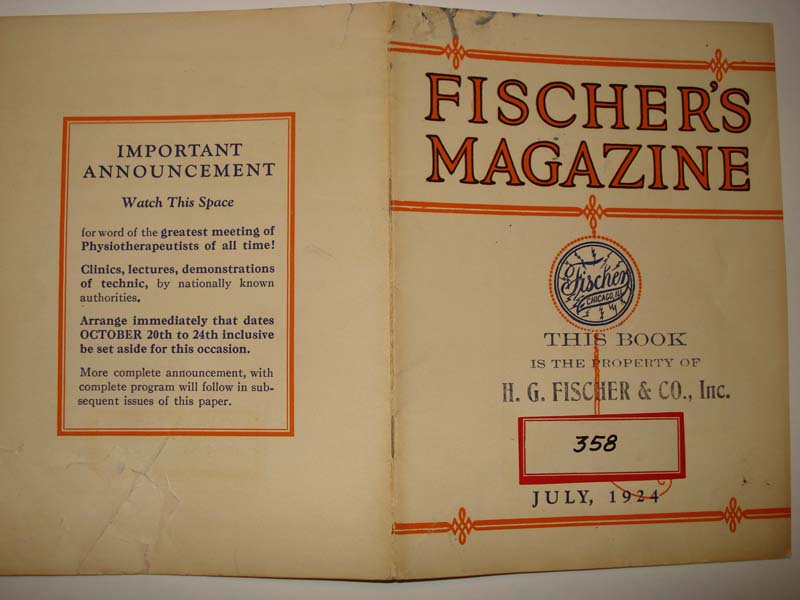 IMPORTANT
ANNOUNCEMENT
Watch This Space
for word of the greatest meeting of
Physiotherapeutists of all time!
Clinics, lectures, demonstrations
of technic, by nationally known
authorities.
Arrange immediately that dates
OCTOBER 20th to 24th inclusive
be set aside for this occasion.
More complete announcement, with
complete program will follow in sub-
sequent issues of this paper.
FISCHER'S
MAGAZINE
Fischer
CHICAGO, ILL.
THIS BOOK
IS THE PROPERTY OF
H. G. FISCHER & CO., Inc.
358
JULY, 1924